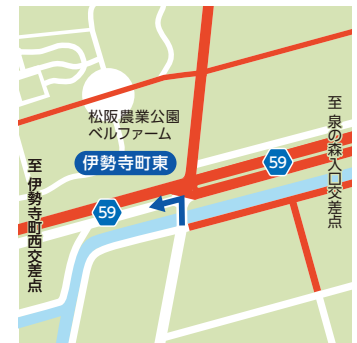 松阪農業公園
ベルファーム
伊勢寺町東
59
59
至 泉の森入口交差点
至 伊勢寺町西交差点